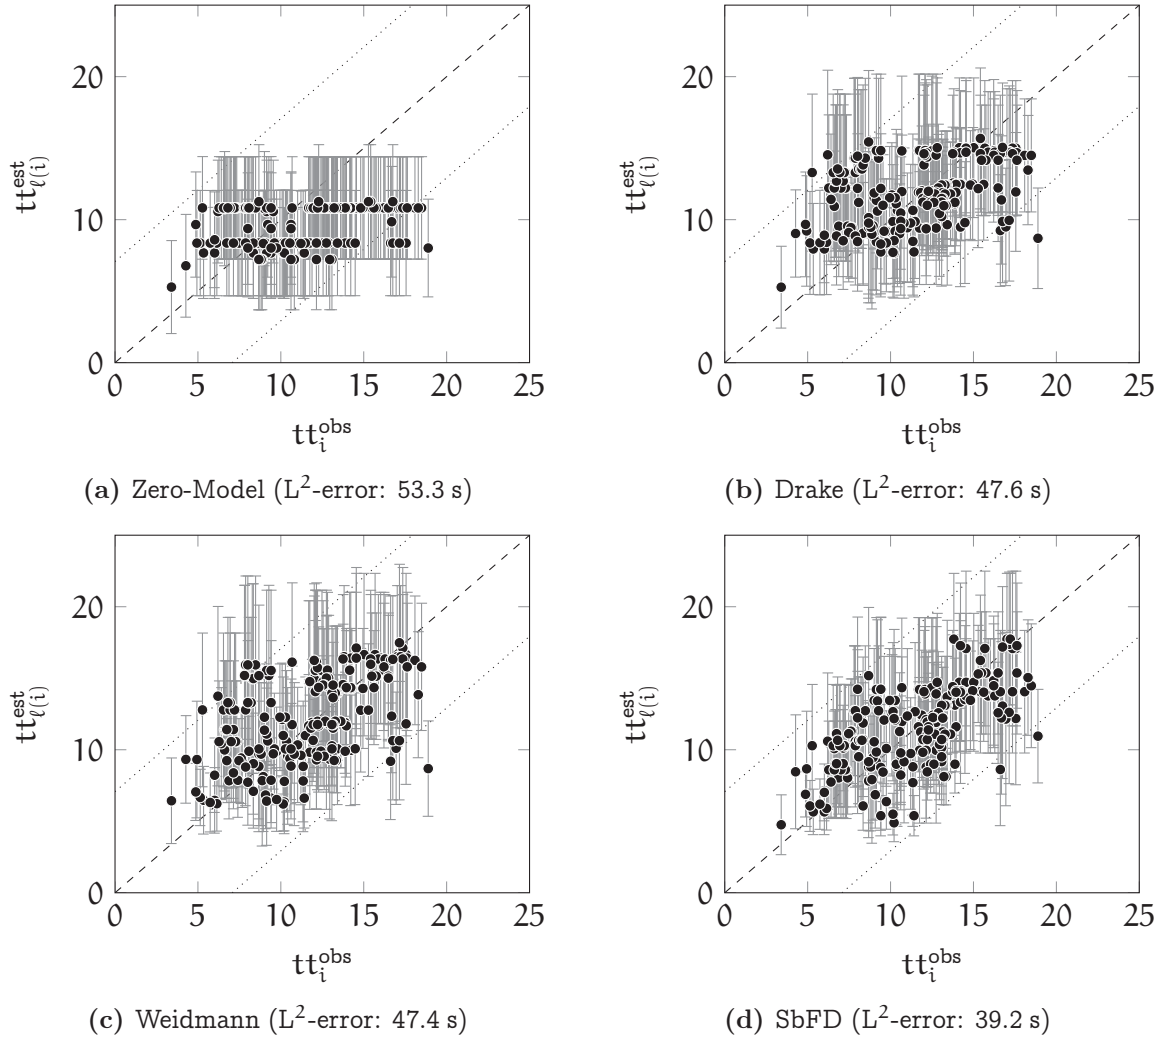 20
10
0
0 5 10 15 20 25
tt^est_ℓ(i)
tt^obs_i
(a) Zero-Model (L²-error: 53.3 s)
20
10
0
0 5 10 15 20 25
tt^est_ℓ(i)
tt^obs_i
(b) Drake (L²-error: 47.6 s)
20
10
0
0 5 10 15 20 25
tt^est_ℓ(i)
tt^obs_i
(c) Weidmann (L²-error: 47.4 s)
20
10
0
0 5 10 15 20 25
tt^est_ℓ(i)
tt^obs_i
(d) SbFD (L²-error: 39.2 s)